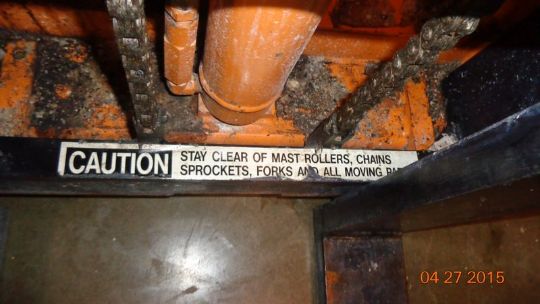 CAUTION
STAY CLEAR OF MAST ROLLERS, CHAINS
SPROCKETS, FORKS AND ALL MOVING
04 27 2015